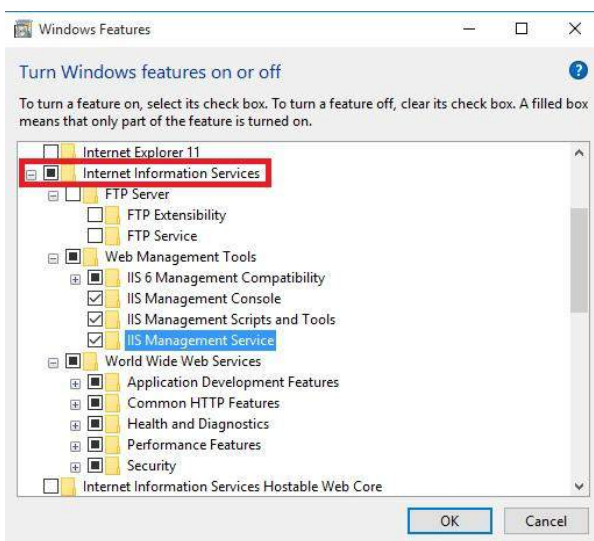 Windows Features
Turn Windows features on or off
To turn a feature on, select its check box. To turn a feature off, clear its check box. A filled box
means that only part of the feature is turned on.
Internet Explorer 11
Internet Information Services
FTP Server
FTP Extensibility
FTP Service
Web Management Tools
IIS 6 Management Compatibility
IIS Management Console
IIS Management Scripts and Tools
IIS Management Service
World Wide Web Services
Application Development Features
Common HTTP Features
Health and Diagnostics
Performance Features
Security
Internet Information Services Hostable Web Core
OK Cancel